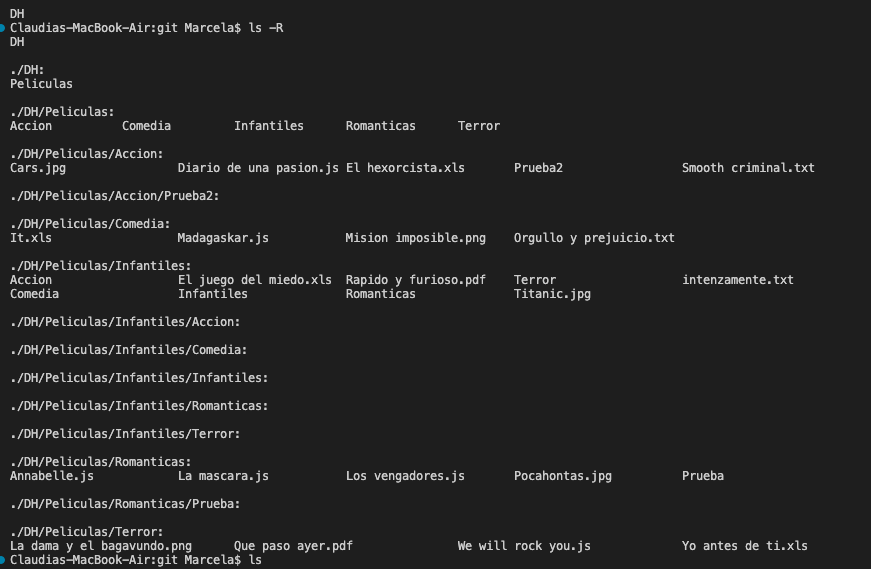 DH
Claudias-MacBook-Air:git Marcela$ ls -R
DH
./DH:
Peliculas
./DH/Peliculas:
Accion Comedia Infantiles Romanticas Terror
./DH/Peliculas/Accion:
Cars.jpg Diario de una pasion.js El hexorcista.xls Prueba2 Smooth criminal.txt
./DH/Peliculas/Accion/Prueba2:
./DH/Peliculas/Comedia:
It.xls Madagaskar.js Mision imposible.png Orgullo y prejuicio.txt
./DH/Peliculas/Infantiles:
Accion El juego del miedo.xls Rapido y furioso.pdf Terror intenzamente.txt
Comedia Infantiles Romanticas Titanic.jpg
./DH/Peliculas/Infantiles/Accion:
./DH/Peliculas/Infantiles/Comedia:
./DH/Peliculas/Infantiles/Infantiles:
./DH/Peliculas/Infantiles/Romanticas:
./DH/Peliculas/Infantiles/Terror:
./DH/Peliculas/Romanticas:
Annabelle.js La mascara.js Los vengadores.js Pocahontas.jpg Prueba
./DH/Peliculas/Romanticas/Prueba:
./DH/Peliculas/Terror:
La dama y el bagavundo.png Que paso ayer.pdf We will rock you.js Yo antes de ti.xls
Claudias-MacBook-Air:git Marcela$ ls